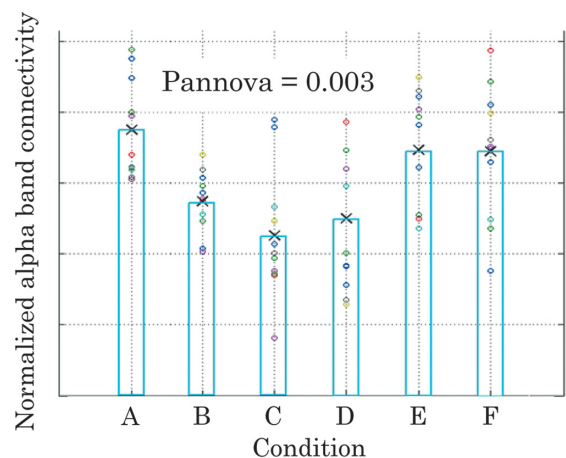 Normalized alpha band connectivity
Pannova = 0.003
A B C D E F
Condition